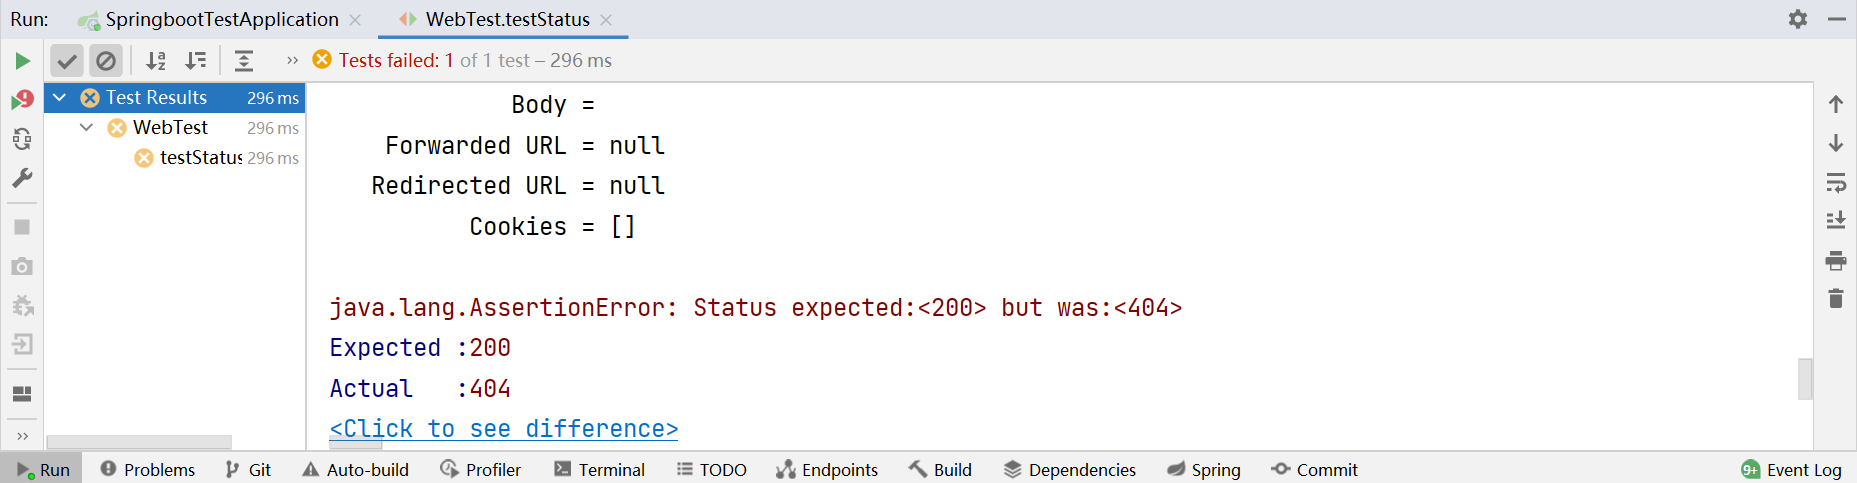 Run: SpringbootTestApplication × WebTest.testStatus ×
Tests failed: 1 of 1 test – 296 ms
Test Results 296 ms
WebTest 296 ms
testStatus 296 ms
Body =
Forwarded URL = null
Redirected URL = null
Cookies = []
java.lang.AssertionError: Status expected:<200> but was:<404>
Expected :200
Actual :404
<Click to see difference>
Run Problems Git Auto-build Profiler Terminal TODO Endpoints Build Dependencies Spring Commit 9+ Event Log